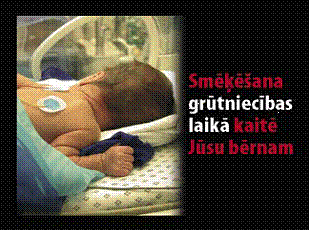 Smēķēšana
grūtniecības
laikā kaitē
Jūsu bērnam